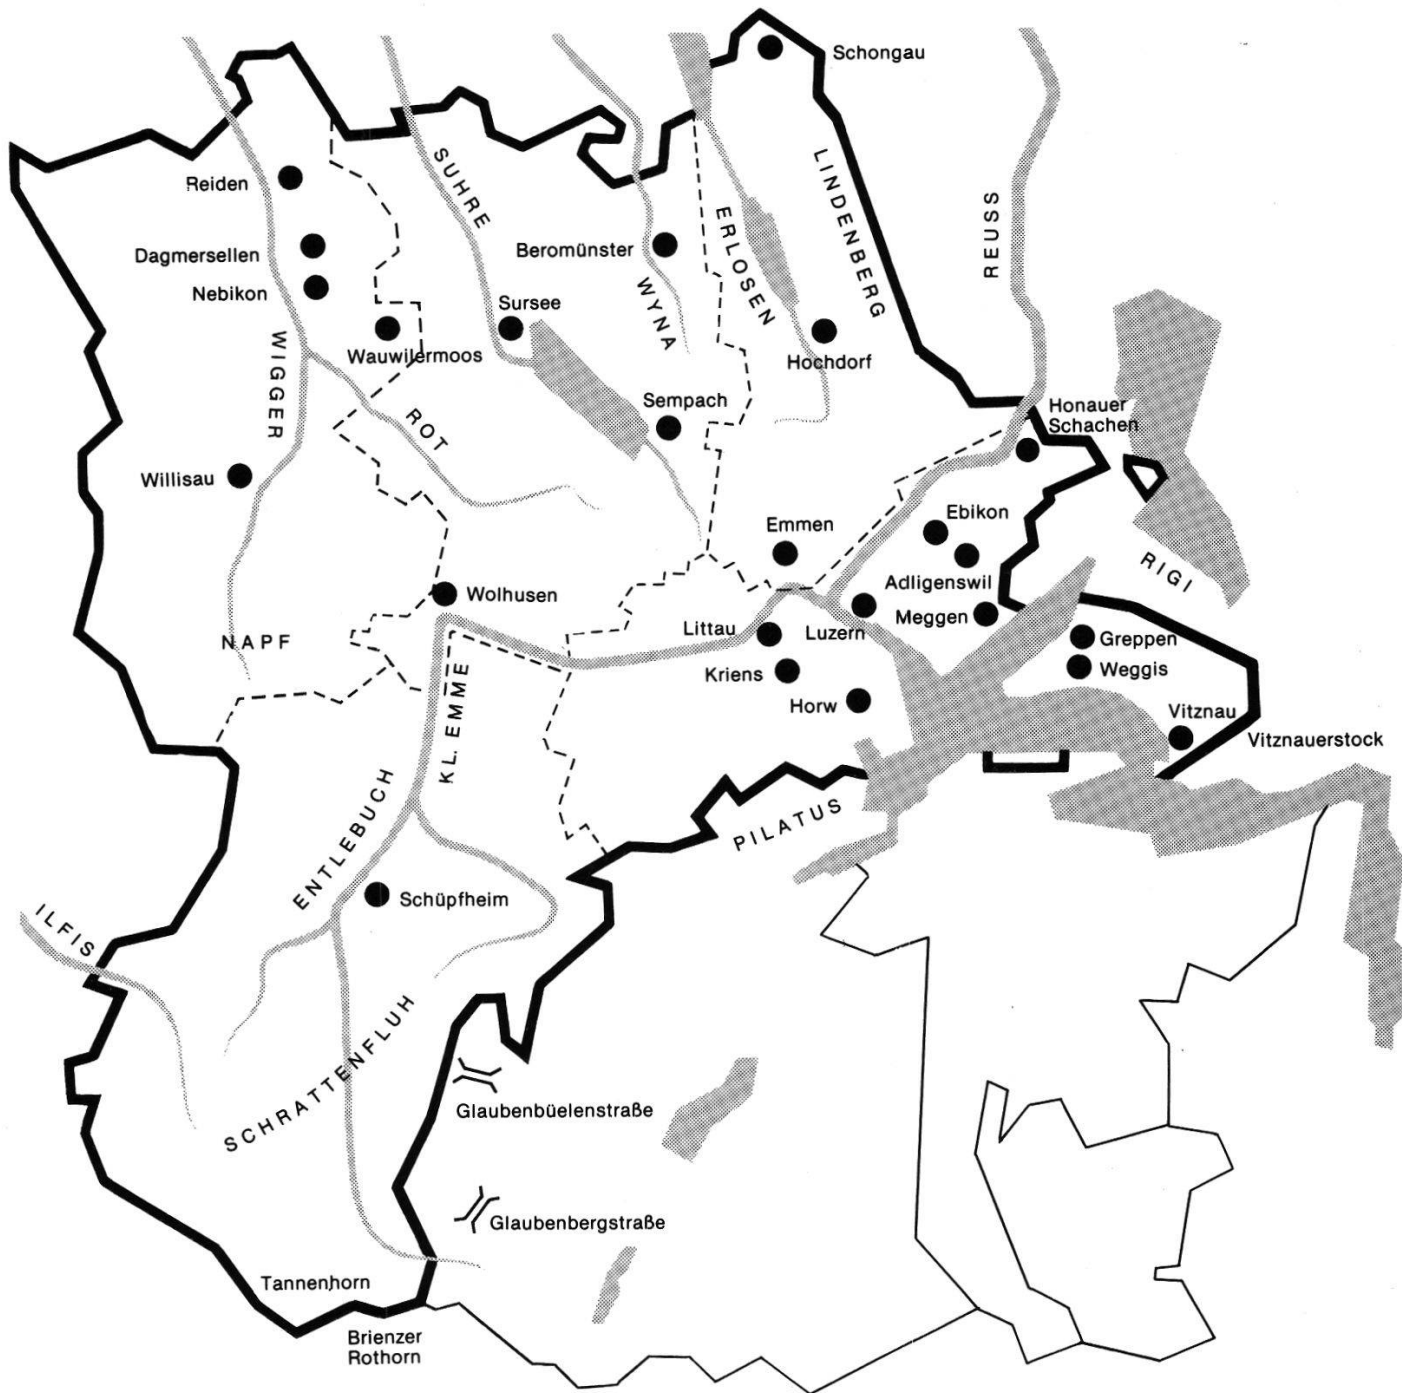 Schongau
LINDENBERG
REUSS
SUHRE
Reiden
ERLOSEN
Dagmersellen
Beromünster
Nebikon
WYNA
Sursee
WIGGER
Wauwilermoos
Hochdorf
Sempach
Honauer
Schachen
ROT
Willisau
Ebikon
Emmen
RIGI
Adligenswil
Wolhusen
Meggen
Littau
Luzern
NAPF
Greppen
Kriens
Weggis
KL. EMME
Horw
Vitznau
Vitznauerstock
PILATUS
ENTLEBUCH
Schüpfheim
ILFIS
SCHRATTENFLUH
Glaubenbüelenstraße
Glaubenbergstraße
Tannenhorn
Brienzer
Rothorn